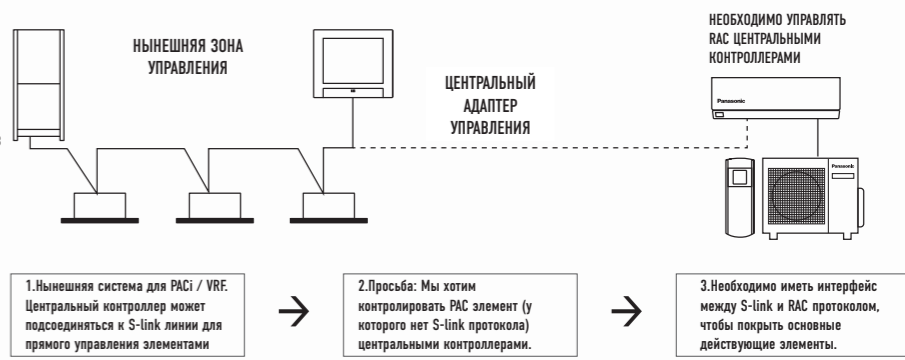 НЫНЕШНЯЯ ЗОНА
УПРАВЛЕНИЯ
ЦЕНТРАЛЬНЫЙ
АДАПТЕР
УПРАВЛЕНИЯ
НЕОБХОДИМО УПРАВЛЯТЬ
RAC ЦЕНТРАЛЬНЫМИ
КОНТРОЛЛЕРАМИ
Panasonic
Panasonic
1.Нынешняя система для PACi / VRF.
Центральный контроллер может
подсоединяться к S-link линии для
прямого управления элементами
2.Просьба: Мы хотим
контролировать РАС элемент (у
которого нет S-link протокола)
центральными контроллерами.
3.Необходимо иметь интерфейс
между S-link и RAC протоколом,
чтобы покрыть основные
действующие элементы.